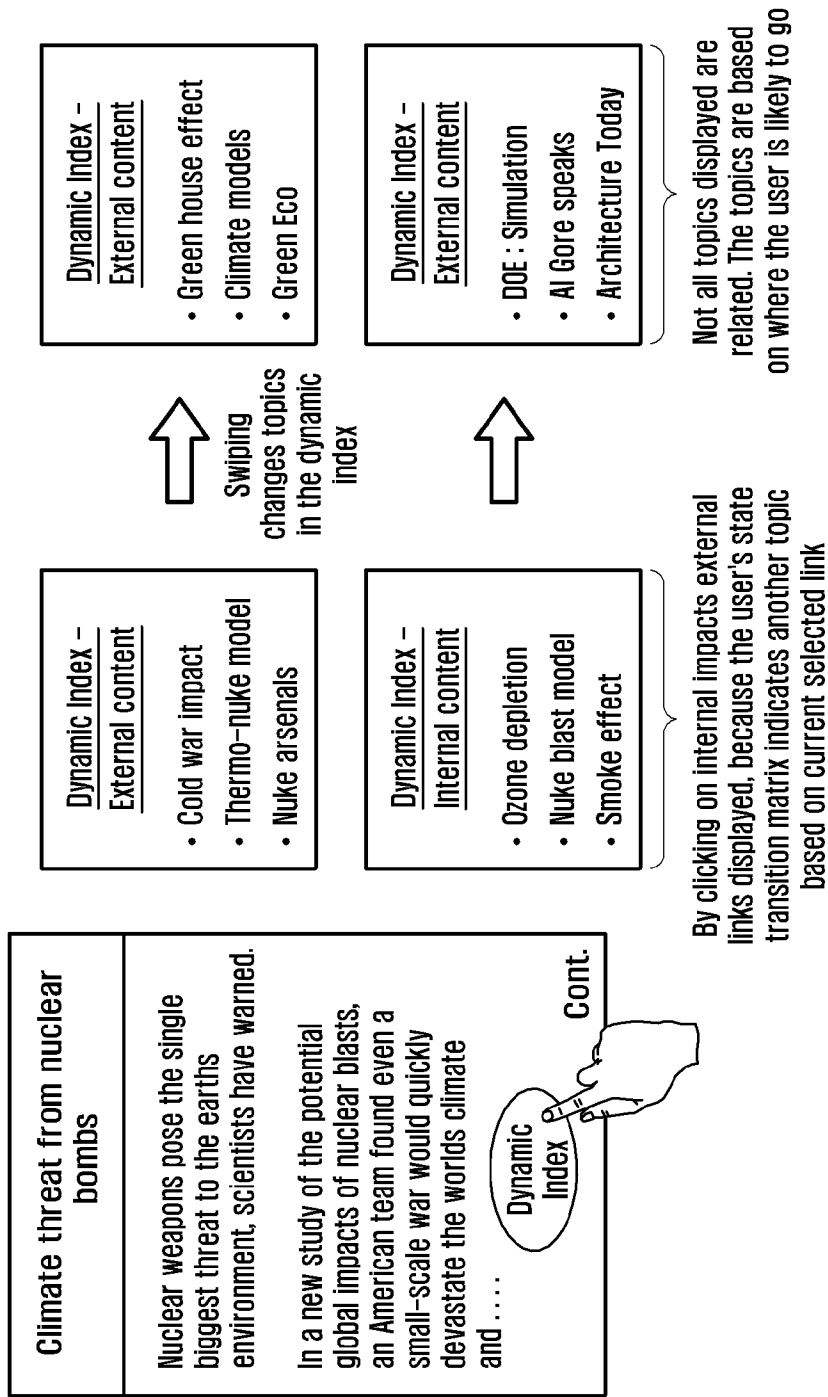 Climate threat from nuclear
bombs
Nuclear weapons pose the single
biggest threat to the earths
environment, scientists have warned.
In a new study of the potential
global impacts of nuclear blasts,
an American team found even a
small-scale war would quickly
devastate the worlds climate
and ....
Dynamic
Index
Cont.
Dynamic Index -
External content
• Cold war impact
• Thermo-nuke model
• Nuke arsenals
Dynamic Index -
Internal content
• Ozone depletion
• Nuke blast model
• Smoke effect
By clicking on internal impacts external
links displayed, because the user's state
transition matrix indicates another topic
based on current selected link
Swiping
changes topics
in the dynamic
index
Dynamic Index -
External content
• Green house effect
• Climate models
• Green Eco
Dynamic Index -
External content
• DOE : Simulation
• Al Gore speaks
• Architecture Today
Not all topics displayed are
related. The topics are based
on where the user is likely to go